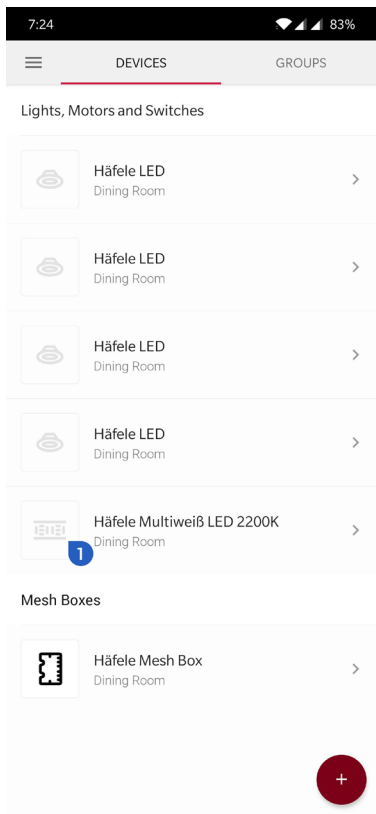 7:24
83%
DEVICES
GROUPS
Lights, Motors and Switches
Häfele LED
Dining Room
Häfele LED
Dining Room
Häfele LED
Dining Room
Häfele LED
Dining Room
Häfele Multiweiß LED 2200K
Dining Room
1
Mesh Boxes
Häfele Mesh Box
Dining Room
+